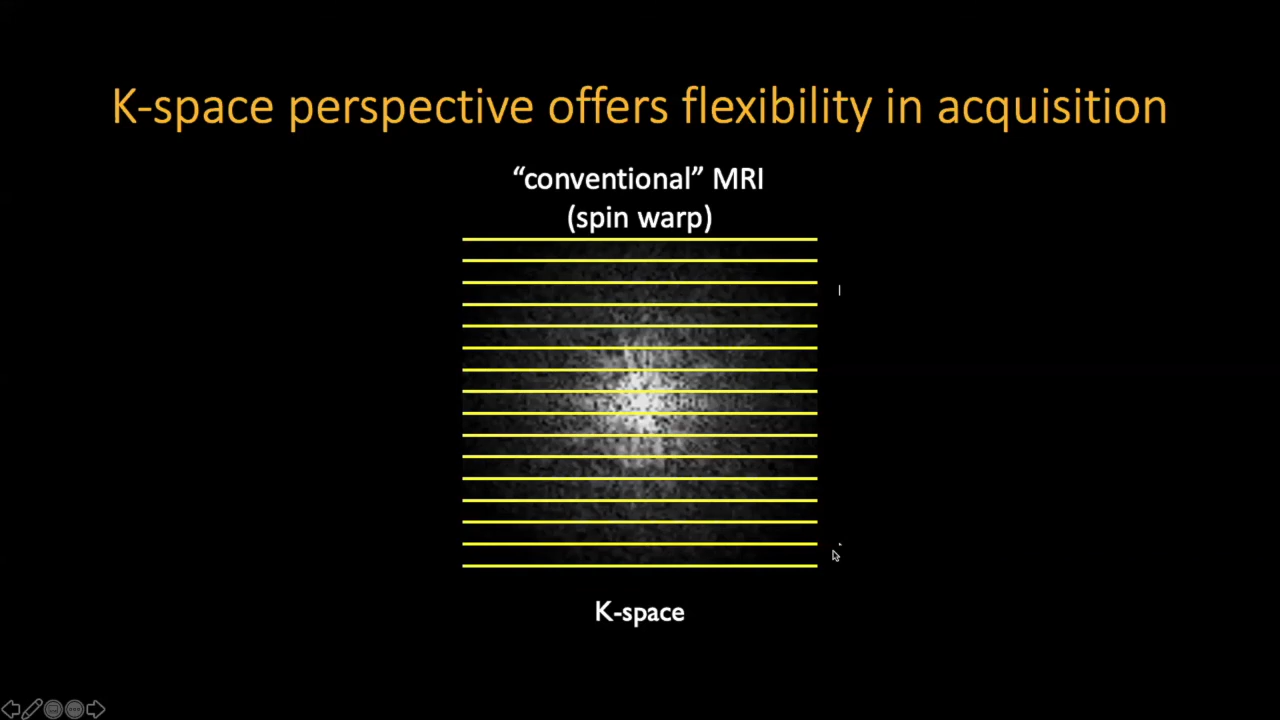 K-space perspective offers flexibility in acquisition
“conventional” MRI
(spin warp)
K-space